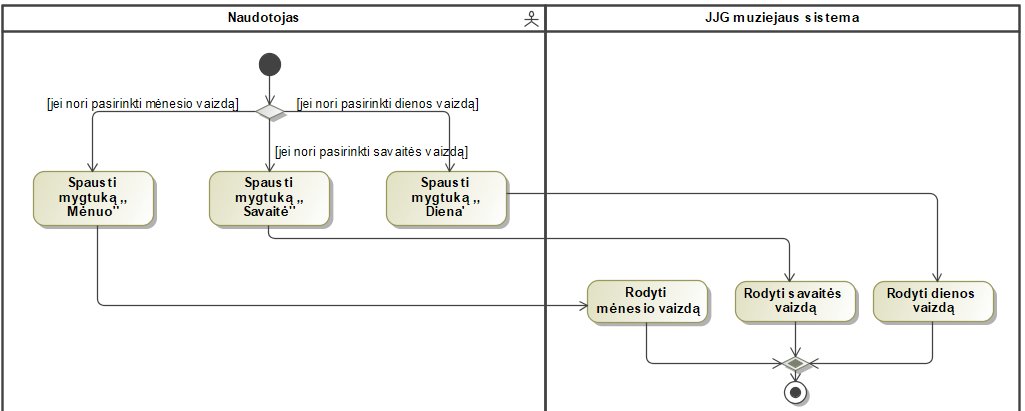 Naudotojas
JJG muziejaus sistema
[jei nori pasirinkti mėnesio vaizdą]
[jei nori pasirinkti dienos vaizdą]
[jei nori pasirinkti savaitės vaizdą]
Spausti
mygtuką ,,
Mėnuo"
Spausti
mygtuką ,,
Savaitė"
Spausti
mygtuką ,,
Diena'
Rodyti
mėnesio vaizdą
Rodyti savaitės
vaizdą
Rodyti dienos
vaizdą